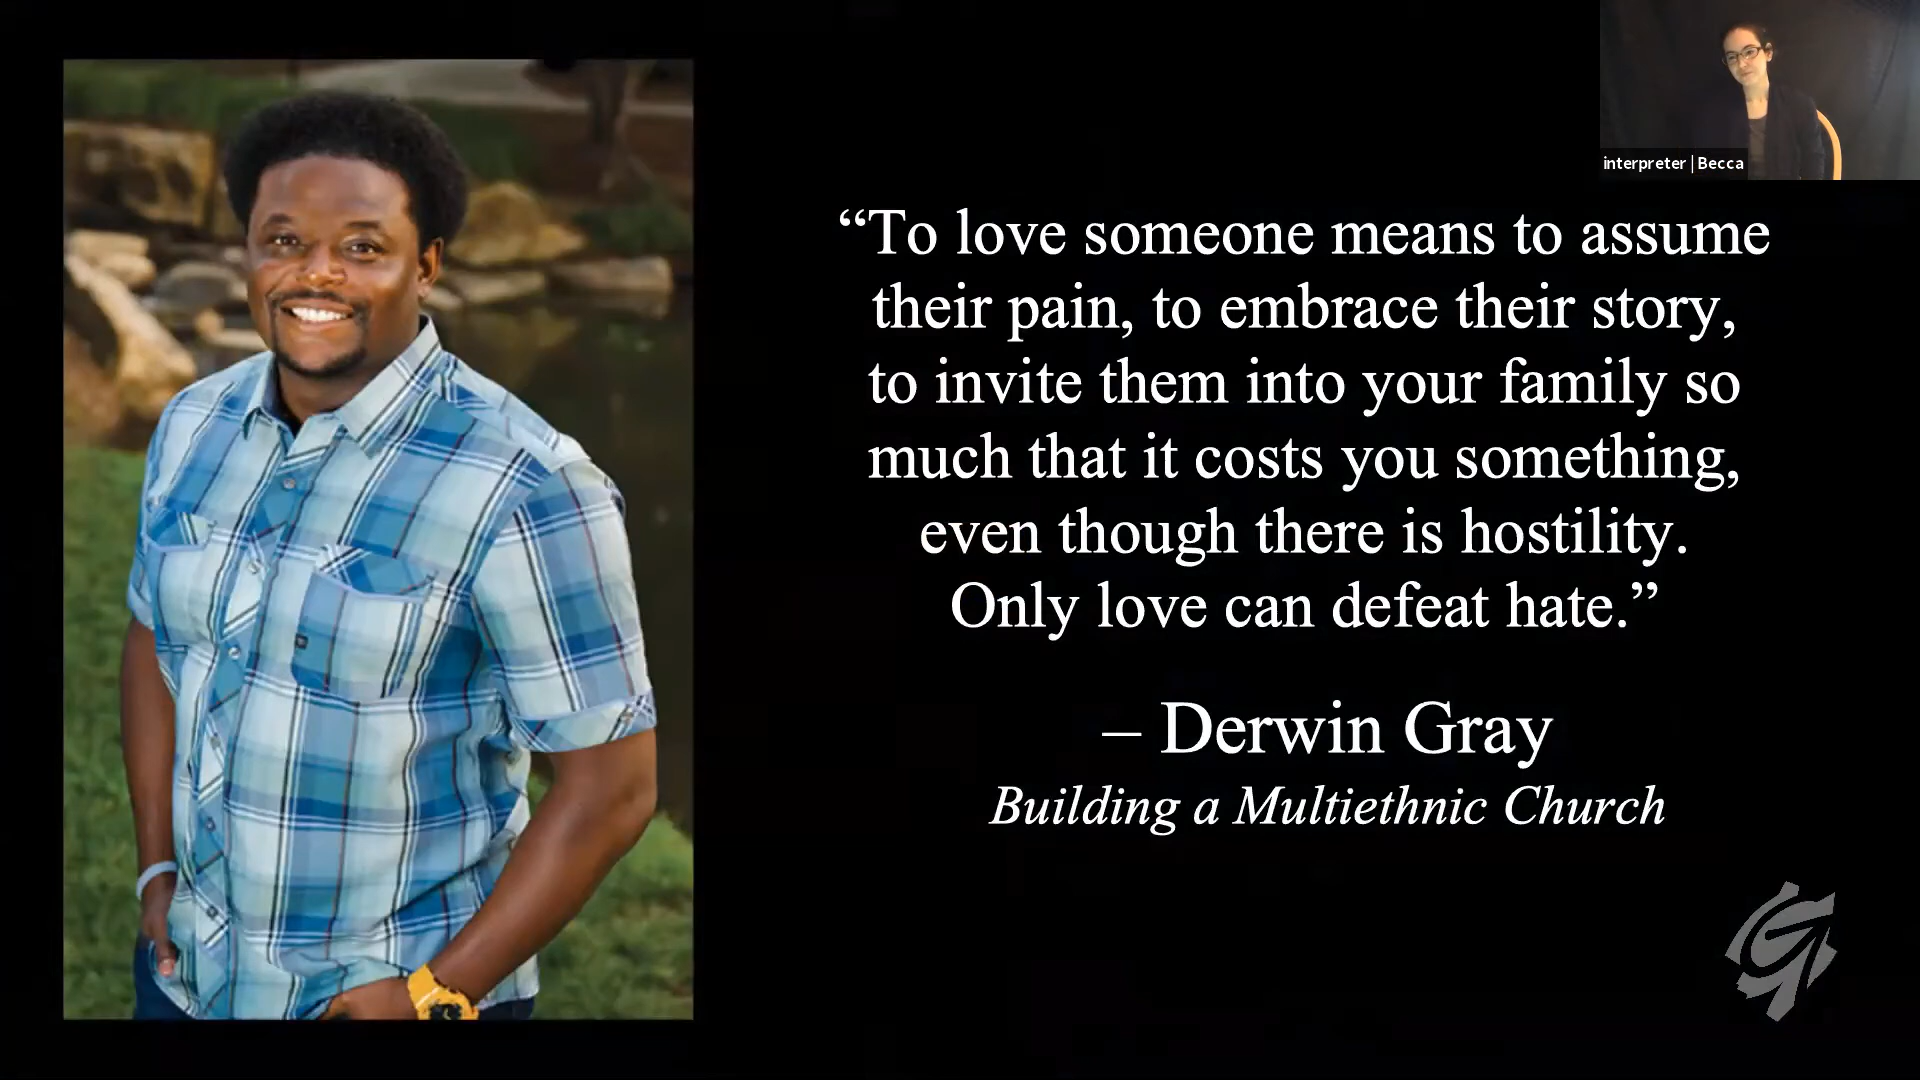 interpreter | Becca
“To love someone means to assume
their pain, to embrace their story,
to invite them into your family so
much that it costs you something,
even though there is hostility.
Only love can defeat hate.”
– Derwin Gray
Building a Multiethnic Church